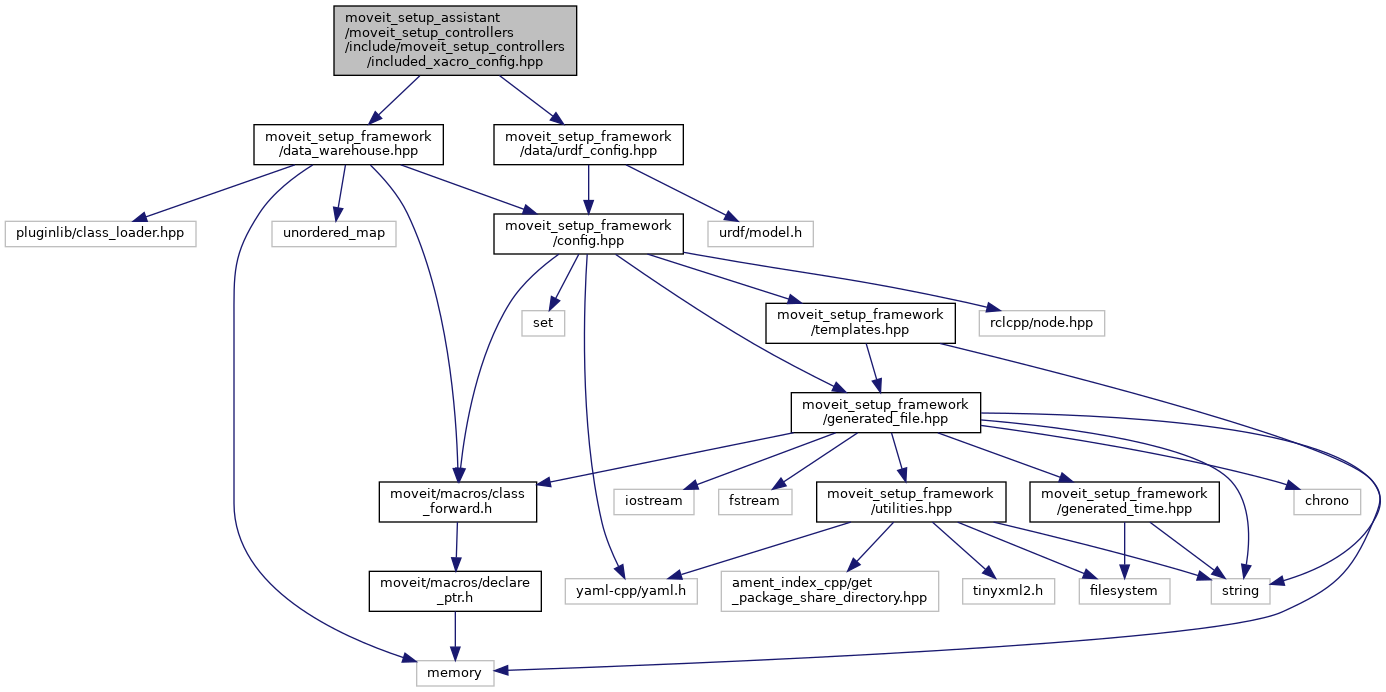 moveit_setup_assistant
/moveit_setup_controllers
/include/moveit_setup_controllers
/included_xacro_config.hpp
moveit_setup_framework
/data_warehouse.hpp
moveit_setup_framework
/data/urdf_config.hpp
pluginlib/class_loader.hpp
unordered_map
moveit_setup_framework
/config.hpp
urdf/model.h
set
moveit_setup_framework
/templates.hpp
rclcpp/node.hpp
moveit_setup_framework
/generated_file.hpp
moveit/macros/class
_forward.h
iostream
fstream
moveit_setup_framework
/utilities.hpp
moveit_setup_framework
/generated_time.hpp
chrono
moveit/macros/declare
_ptr.h
yaml-cpp/yaml.h
ament_index_cpp/get
_package_share_directory.hpp
tinyxml2.h
filesystem
string
memory